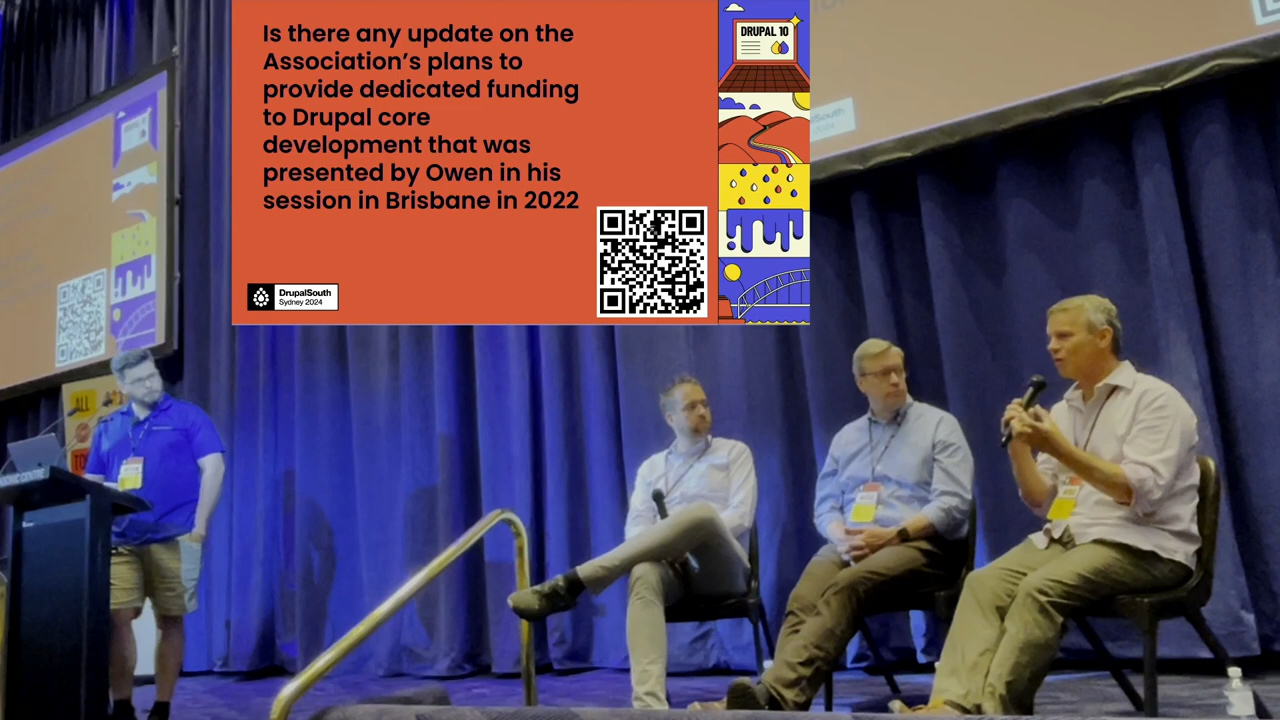 Is there any update on the
Association’s plans to
provide dedicated funding
to Drupal core
development that was
presented by Owen in his
session in Brisbane in 2022
DRUPAL 10
DrupalSouth
Sydney 2024
ALL